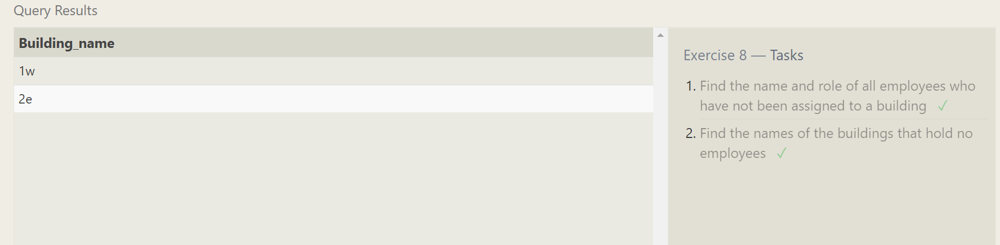 Query Results
Building_name
1w
2e
Exercise 8 — Tasks
1. Find the name and role of all employees who
have not been assigned to a building ✓
2. Find the names of the buildings that hold no
employees ✓